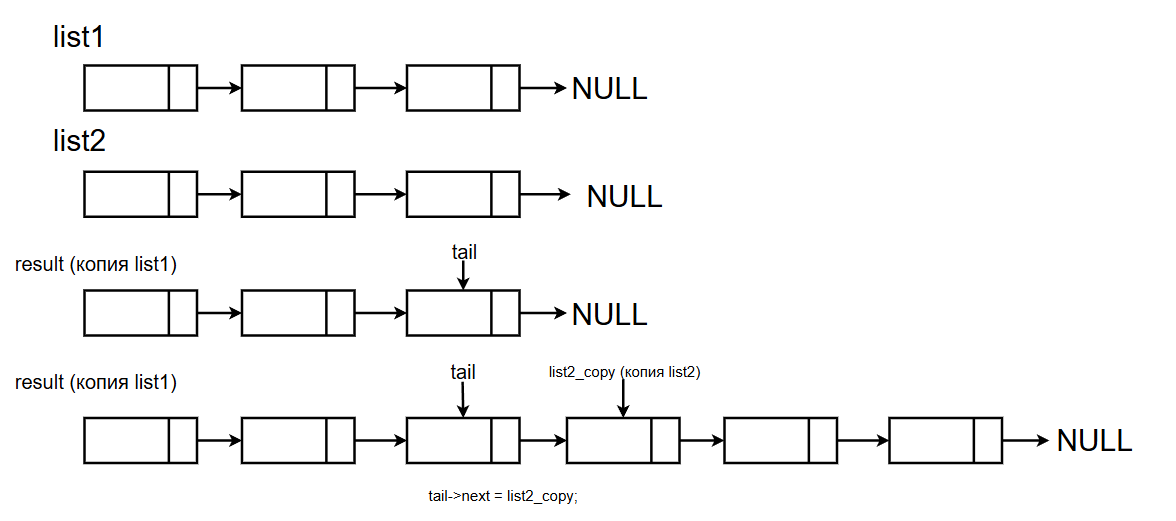 list1
NULL
list2
NULL
tail
result (копия list1)
NULL
tail
list2_copy (копия list2)
result (копия list1)
NULL
tail->next = list2_copy;